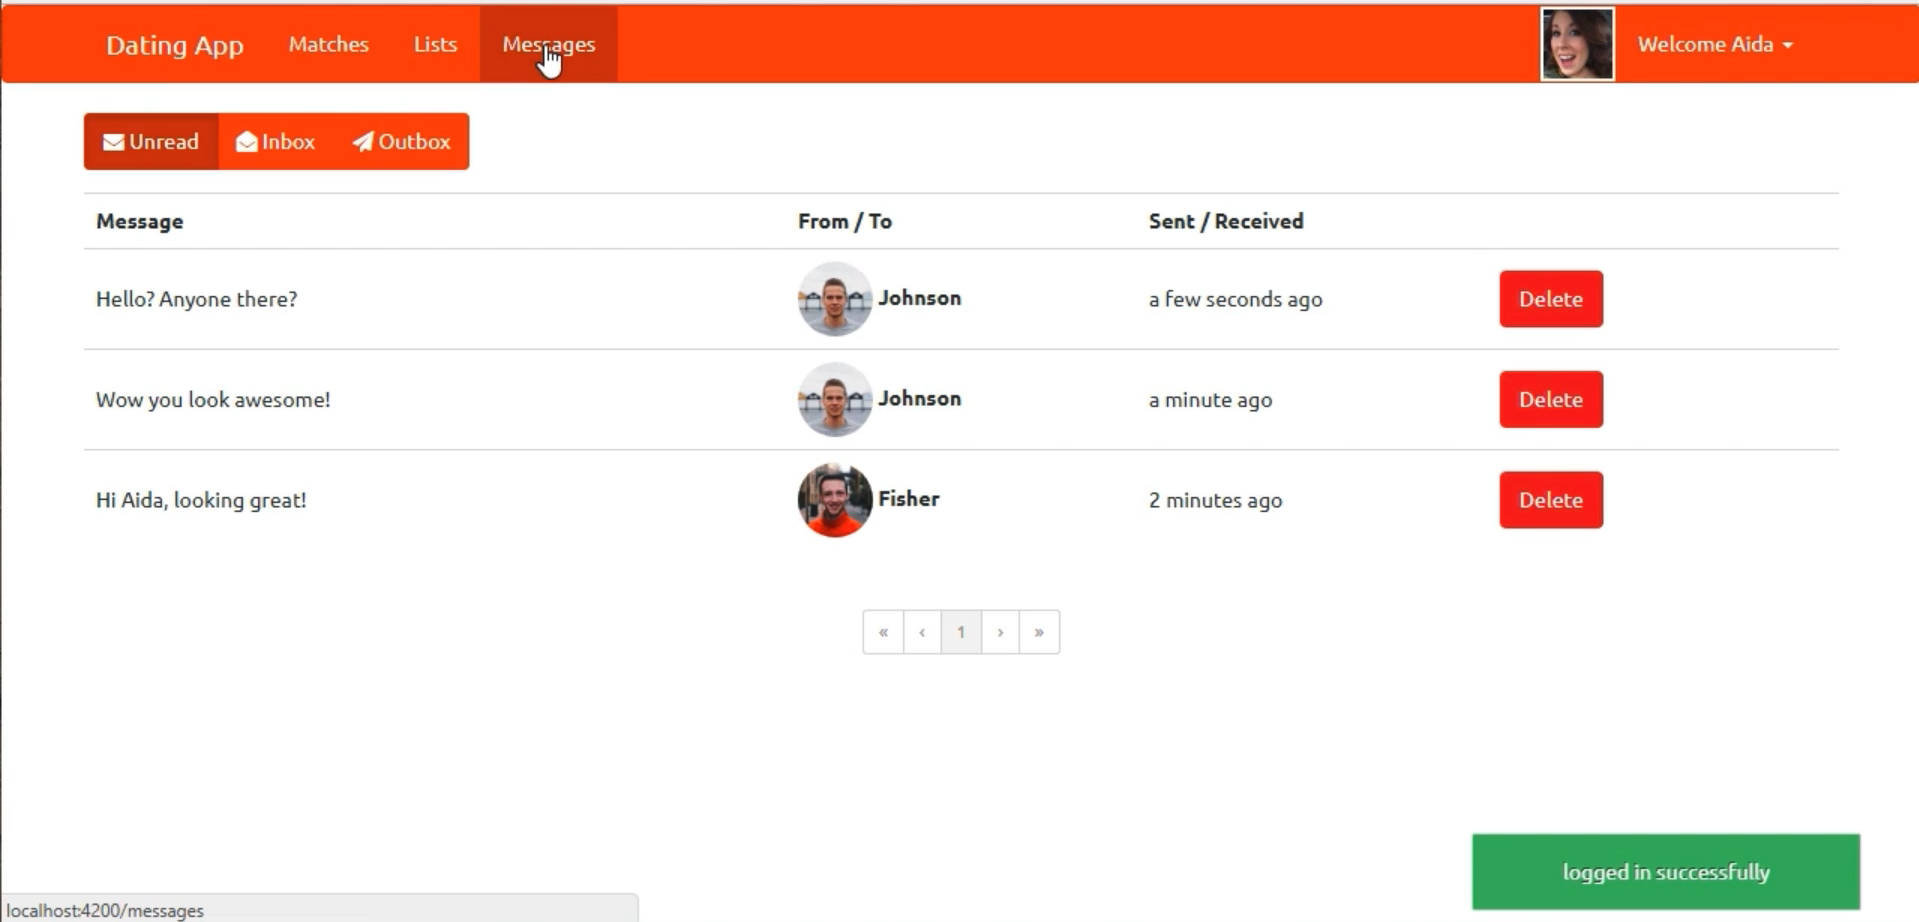 Dating App Matches Lists Messages Welcome Aida
Unread Inbox Outbox
Message From / To Sent / Received
Hello? Anyone there? Johnson a few seconds ago Delete
Wow you look awesome! Johnson a minute ago Delete
Hi Aida, looking great! Fisher 2 minutes ago Delete
« ‹ 1 › »
logged in successfully
localhost:4200/messages